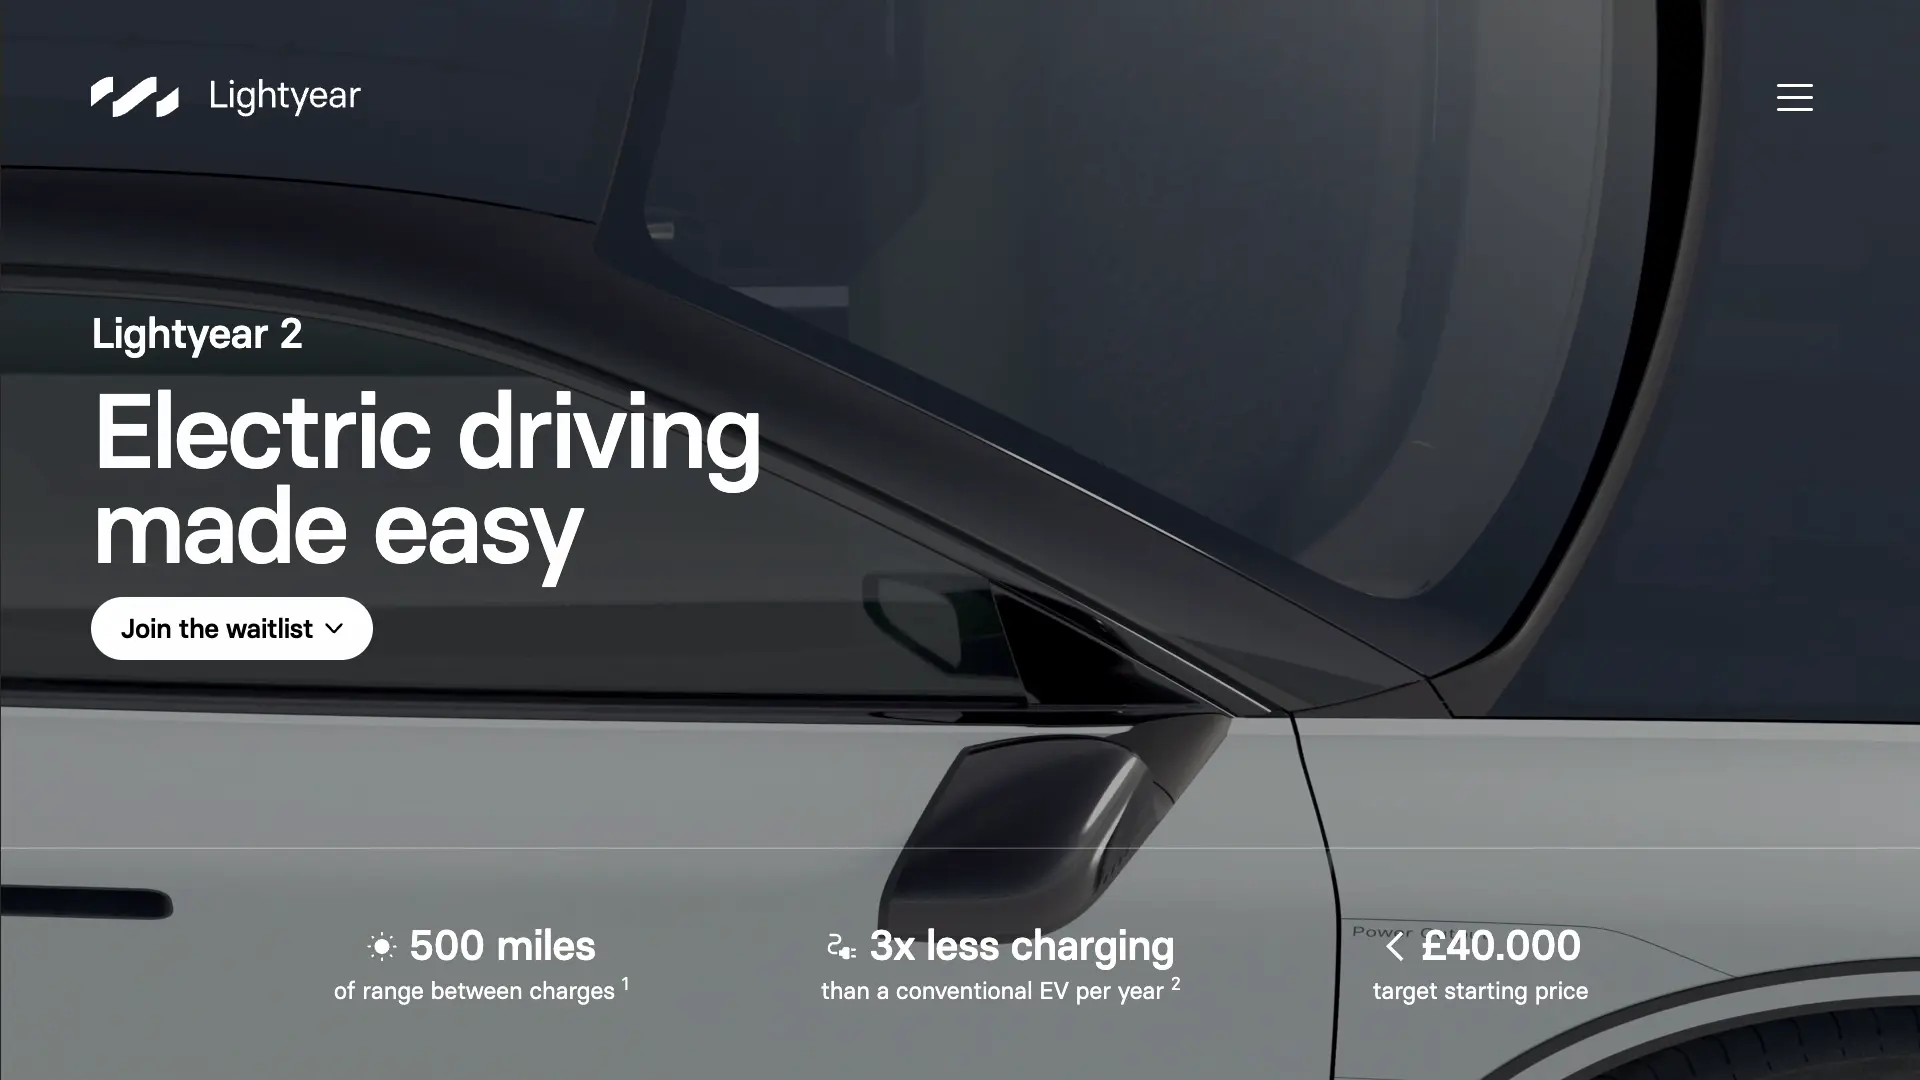 Lightyear
Lightyear 2
Electric driving
made easy
Join the waitlist
500 miles
of range between charges 1
3x less charging
than a conventional EV per year 2
Power
< £40.000
target starting price